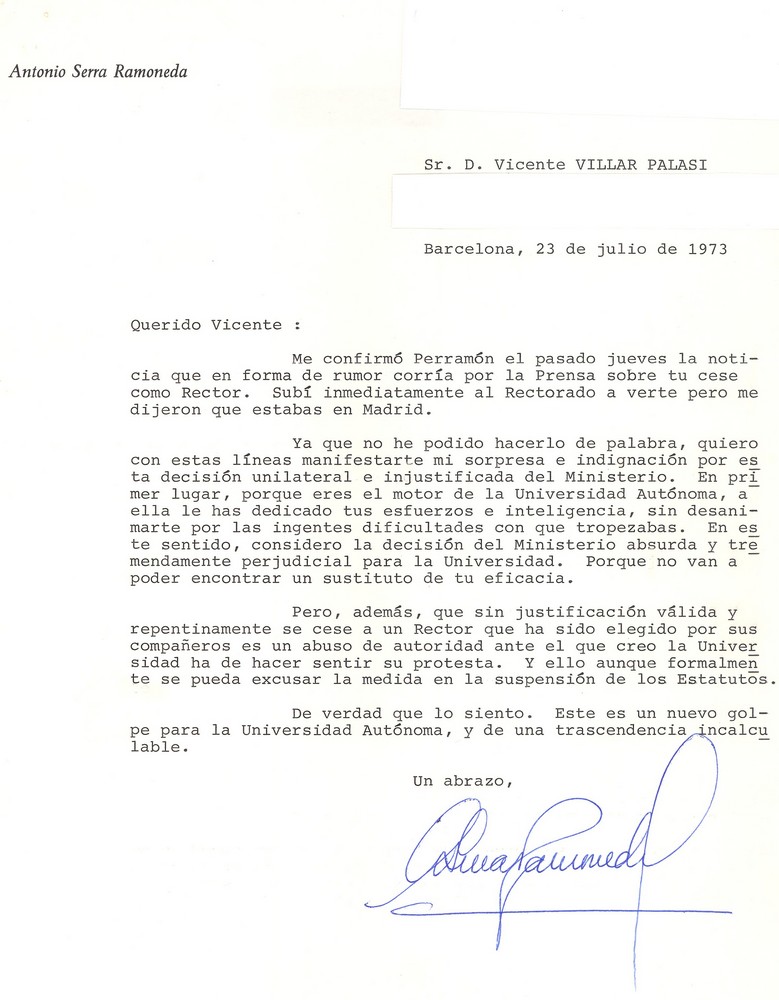 Antonio Serra Ramoneda
Sr. D. Vicente VILLAR PALASI
Barcelona, 23 de julio de 1973
Querido Vicente :
Me confirmó Perramón el pasado jueves la noti-
cia que en forma de rumor corría por la Prensa sobre tu cese
como Rector. Subí inmediatamente al Rectorado a verte pero me
dijeron que estabas en Madrid.
Ya que no he podido hacerlo de palabra, quiero
con estas líneas manifestarte mi sorpresa e indignación por es
ta decisión unilateral e injustificada del Ministerio. En pri
mer lugar, porque eres el motor de la Universidad Autónoma, a
ella le has dedicado tus esfuerzos e inteligencia, sin desani-
marte por las ingentes dificultades con que tropezabas. En es
te sentido, considero la decisión del Ministerio absurda y tre
mendamente perjudicial para la Universidad. Porque no van a
poder encontrar un sustituto de tu eficacia.
Pero, además, que sin justificación válida y
repentinamente se cese a un Rector que ha sido elegido por sus
compañeros es un abuso de autoridad ante el que creo la Univer
sidad ha de hacer sentir su protesta. Y ello aunque formalmen
te se pueda excusar la medida en la suspensión de los Estatutos.
De verdad que lo siento. Este es un nuevo gol-
pe para la Universidad Autónoma, y de una trascendencia incalcu
lable.
Un abrazo,
ASerraRamoneda